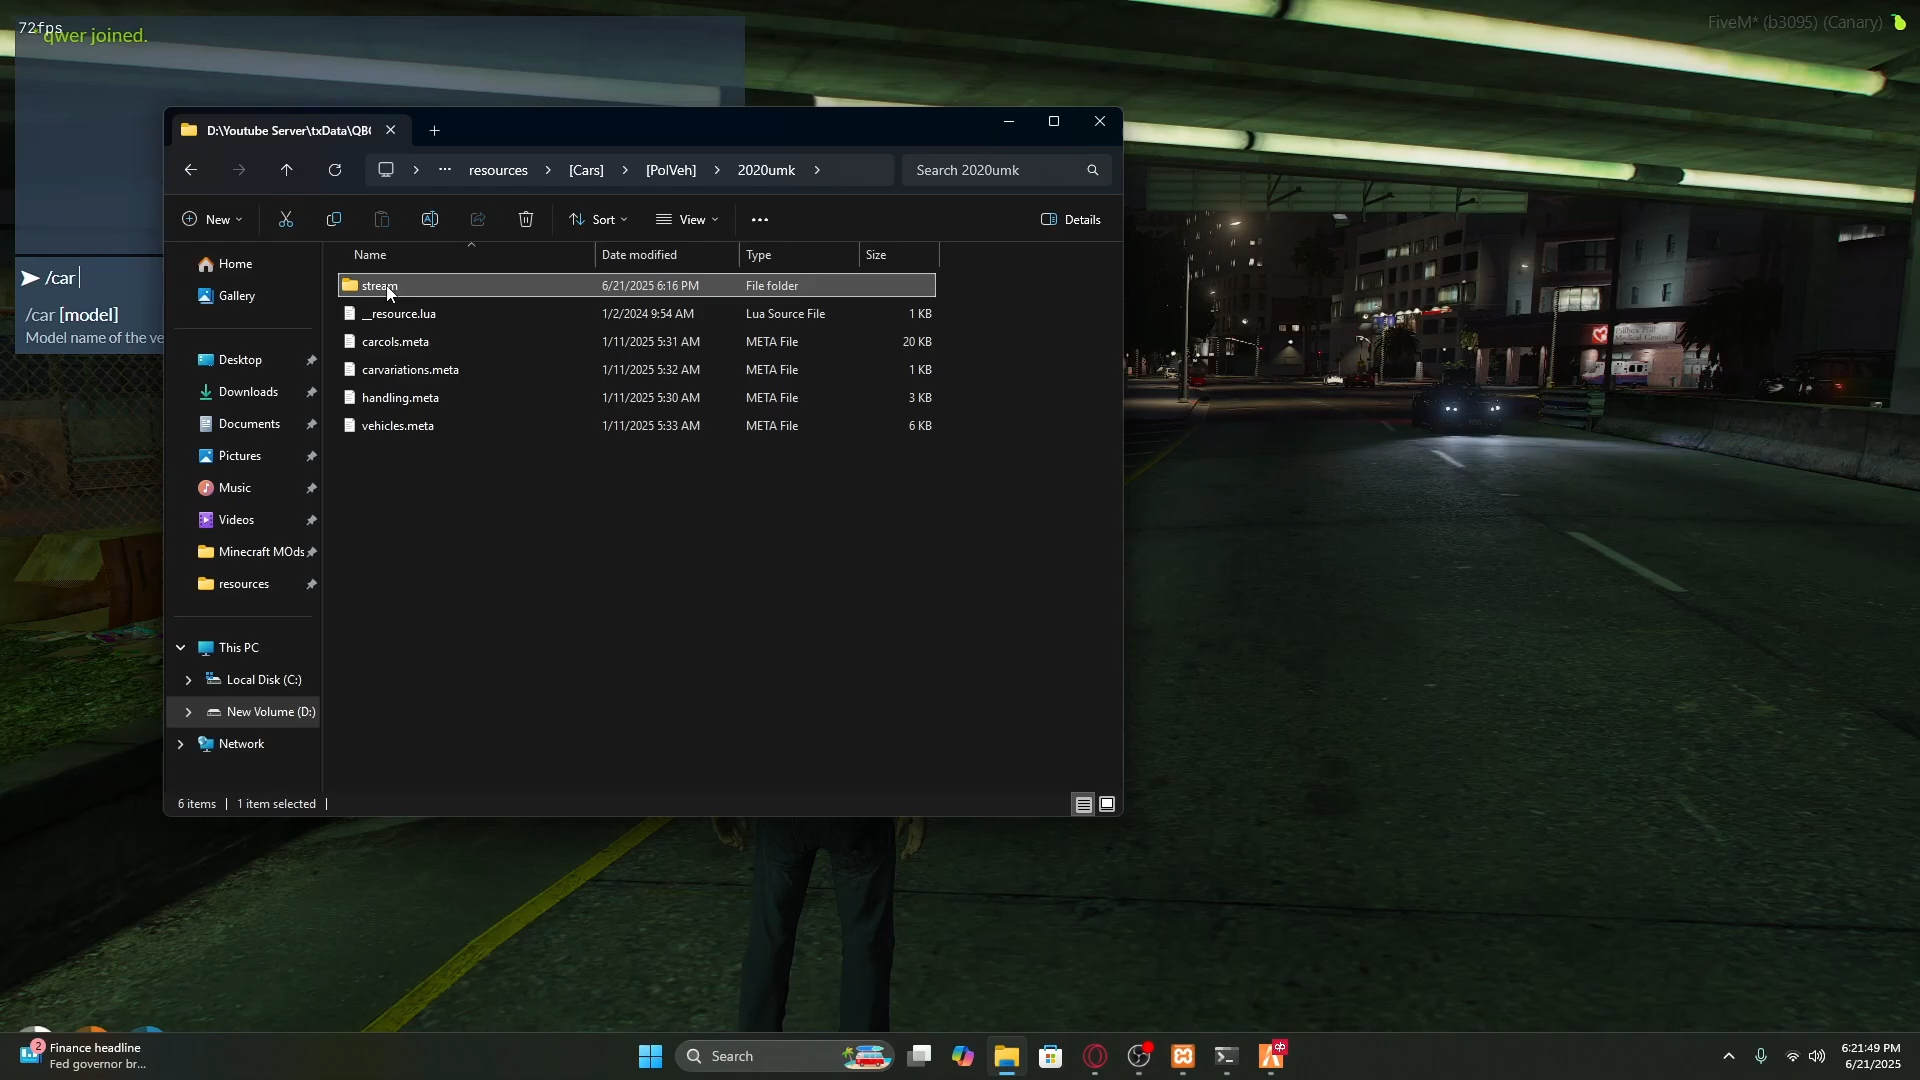 72fps
* qwer joined.
FiveM* (b3095) (Canary)
D:\Youtube Server\txData\QBC
resources
[Cars]
[PolVeh]
2020umk
Search 2020umk
New
Sort
View
Details
Name
Date modified
Type
Size
Home
Gallery
Desktop
Downloads
Documents
Pictures
Music
Videos
Minecraft MOds
resources
This PC
Local Disk (C:)
New Volume (D:)
Network
stream 6/21/2025 6:16 PM File folder
__resource.lua 1/2/2024 9:54 AM Lua Source File 1 KB
carcols.meta 1/11/2025 5:31 AM META File 20 KB
carvariations.meta 1/11/2025 5:32 AM META File 1 KB
handling.meta 1/11/2025 5:30 AM META File 3 KB
vehicles.meta 1/11/2025 5:33 AM META File 6 KB
6 items
1 item selected
/car
/car [model]
Model name of the ve
Pillbox Hill
Medical Center
2
Finance headline
Fed governor br...
Search
6:21:49 PM
6/21/2025